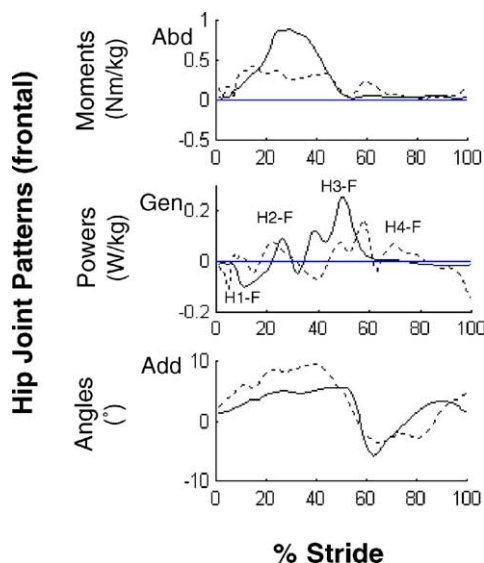 Hip Joint Patterns (frontal)
Moments
(Nm/kg)
Abd
1
0.5
0
-0.5
0 20 40 60 80 100
Powers
(W/kg)
Gen
0.2
0
-0.2
H1-F
H2-F
H3-F
H4-F
0 20 40 60 80 100
Angles
(°)
Add
10
0
-10
0 20 40 60 80 100
% Stride